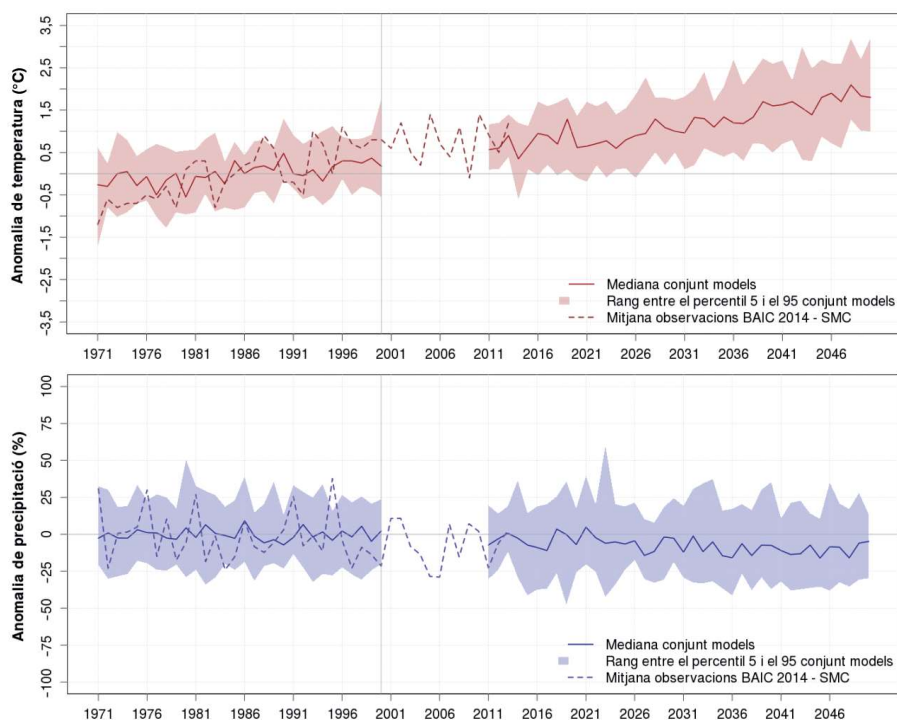 Anomalia de temperatura (°C)
3,5
2,5
1,5
0,5
−0,5
−1,5
−2,5
−3,5
Mediana conjunt models
Rang entre el percentil 5 i el 95 conjunt models
Mitjana observacions BAIC 2014 - SMC
1971 1976 1981 1986 1991 1996 2001 2006 2011 2016 2021 2026 2031 2036 2041 2046
Anomalia de precipitació (%)
100
75
50
25
0
−25
−50
−75
−100
Mediana conjunt models
Rang entre el percentil 5 i el 95 conjunt models
Mitjana observacions BAIC 2014 - SMC
1971 1976 1981 1986 1991 1996 2001 2006 2011 2016 2021 2026 2031 2036 2041 2046